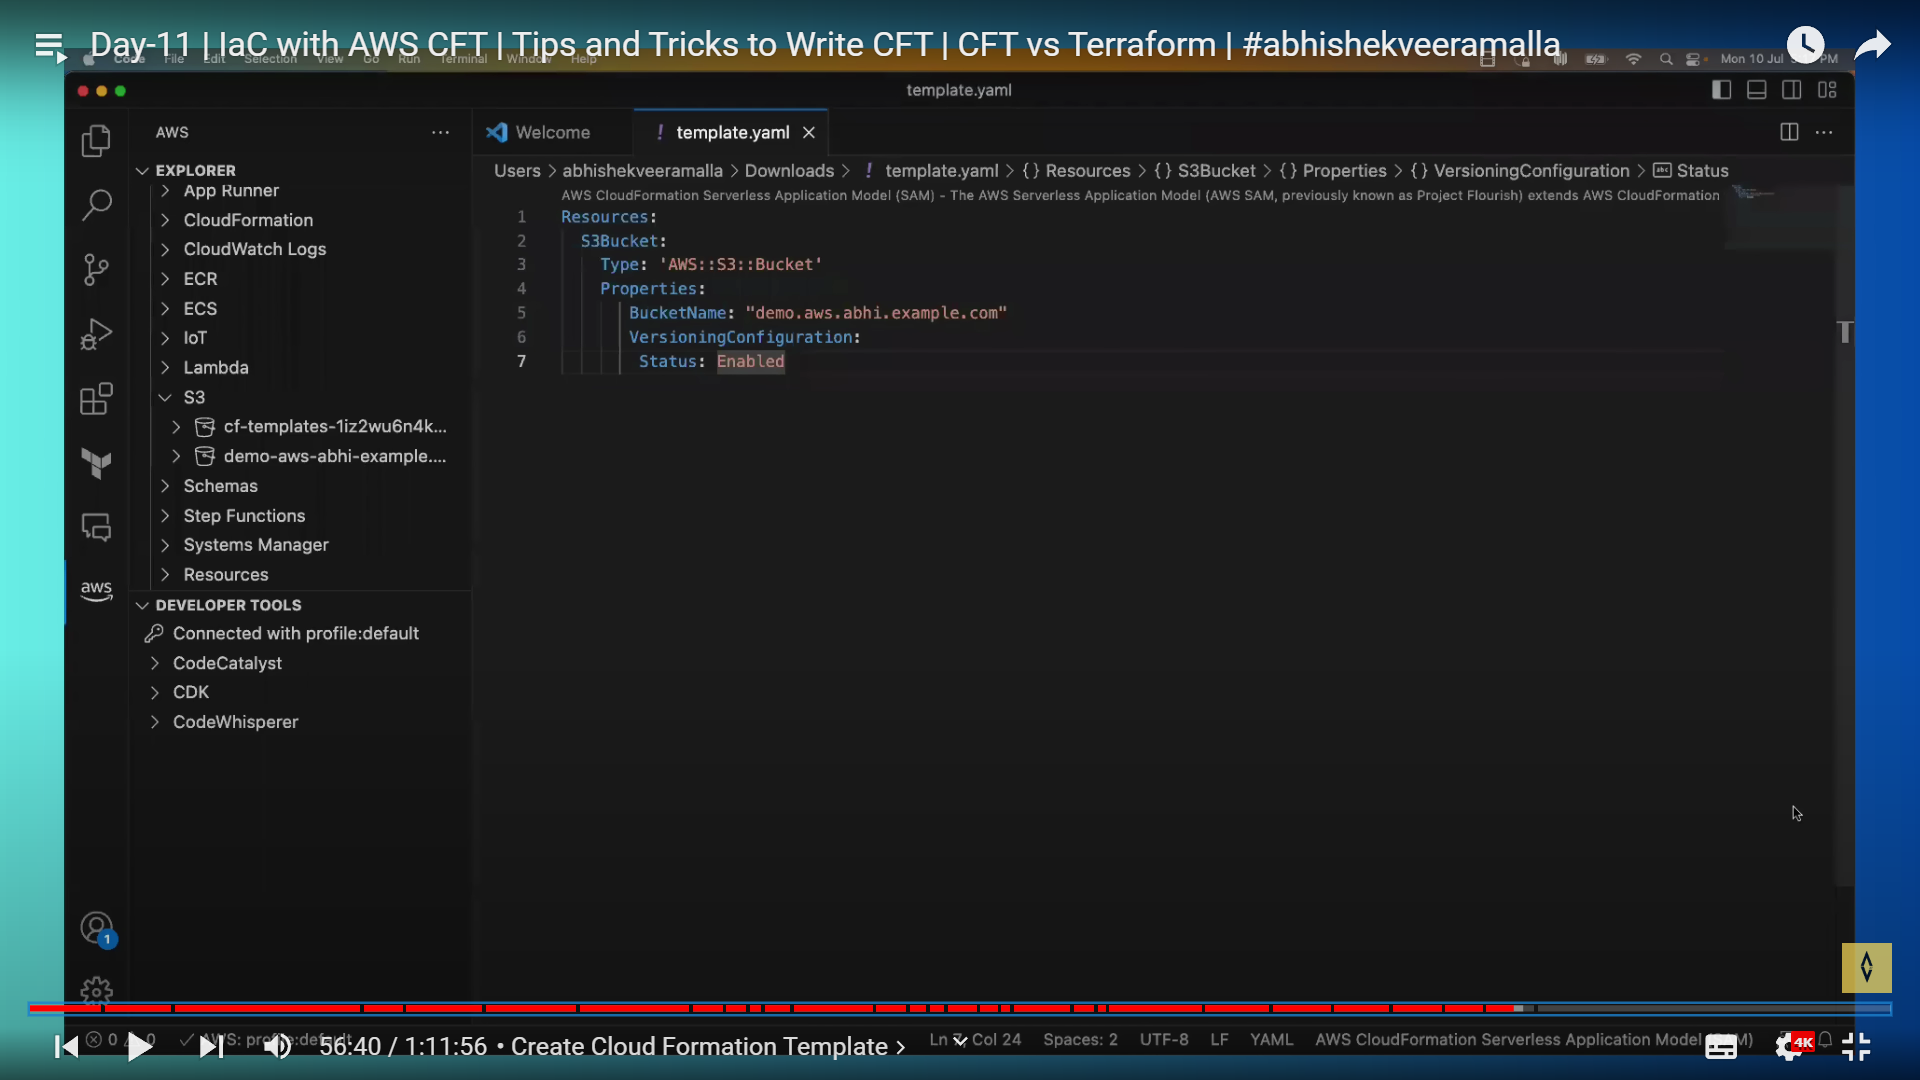 Day-11 | IaC with AWS CFT | Tips and Tricks to Write CFT | CFT vs Terraform | #abhishekveeramalla
Code File Edit Selection View Go Run Terminal Window Help Mon 10 Jul PM
template.yaml
AWS
Welcome
! template.yaml
EXPLORER
Users > abhishekveeramalla > Downloads > ! template.yaml > {} Resources > {} S3Bucket > {} Properties > {} VersioningConfiguration > abc Status
AWS CloudFormation Serverless Application Model (SAM) - The AWS Serverless Application Model (AWS SAM, previously known as Project Flourish) extends AWS CloudFormation
App Runner
CloudFormation
CloudWatch Logs
ECR
ECS
IoT
Lambda
S3
cf-templates-1iz2wu6n4k...
demo-aws-abhi-example....
Schemas
Step Functions
Systems Manager
Resources
DEVELOPER TOOLS
Connected with profile:default
CodeCatalyst
CDK
CodeWhisperer
aws
1
1 Resources:
2 S3Bucket:
3 Type: 'AWS::S3::Bucket'
4 Properties:
5 BucketName: "demo.aws.abhi.example.com"
6 VersioningConfiguration:
7 Status: Enabled
0 0 AWS: profile:default
56:40 / 1:11:56 • Create Cloud Formation Template >
Ln 7, Col 24 Spaces: 2 UTF-8 LF YAML AWS CloudFormation Serverless Application Model (SAM)
4K